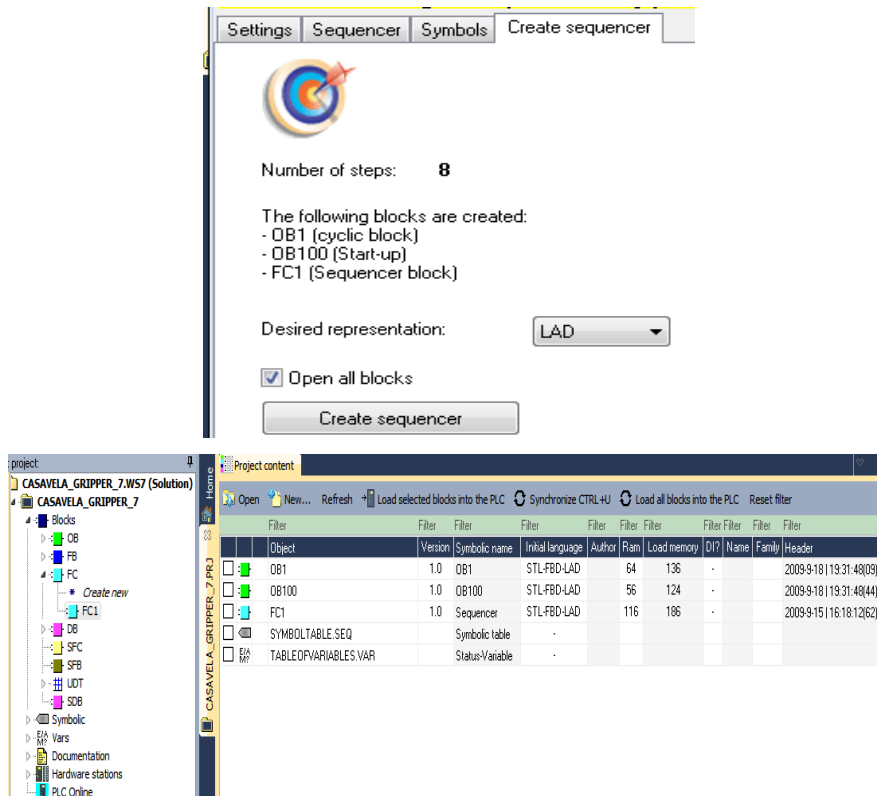 Settings Sequencer Symbols Create sequencer
Number of steps: 8
The following blocks are created:
- OB1 (cyclic block)
- OB100 (Start-up)
- FC1 (Sequencer block)
Desired representation: LAD
Open all blocks
Create sequencer
project:
CASAVELA_GRIPPER_7.WS7 (Solution)
CASAVELA_GRIPPER_7
Blocks
OB
FB
FC
* Create new
FC1
DB
SFC
SFB
UDT
SDB
Symbolic
E/A M? Vars
Documentation
Hardware stations
PLC Online
Home
CASAVELA_GRIPPER_7.PRJ
Project content
Open New... Refresh Load selected blocks into the PLC Synchronize CTRL+U Load all blocks into the PLC Reset filter
Filter Filter Filter Filter Filter Filter Filter Filter Filter Filter Filter
Object Version Symbolic name Initial language Author Ram Load memory DI? Name Family Header
OB1 1.0 OB1 STL-FBD-LAD 64 136 - 2009-9-18 | 19:31:48(09)
OB100 1.0 OB100 STL-FBD-LAD 56 124 - 2009-9-18 | 19:31:48(44)
FC1 1.0 Sequencer STL-FBD-LAD 116 186 - 2009-9-15 | 16:18:12(62)
SYMBOLTABLE.SEQ Symbolic table -
E/A M? TABLEOFVARIABLES.VAR Status-Variable -